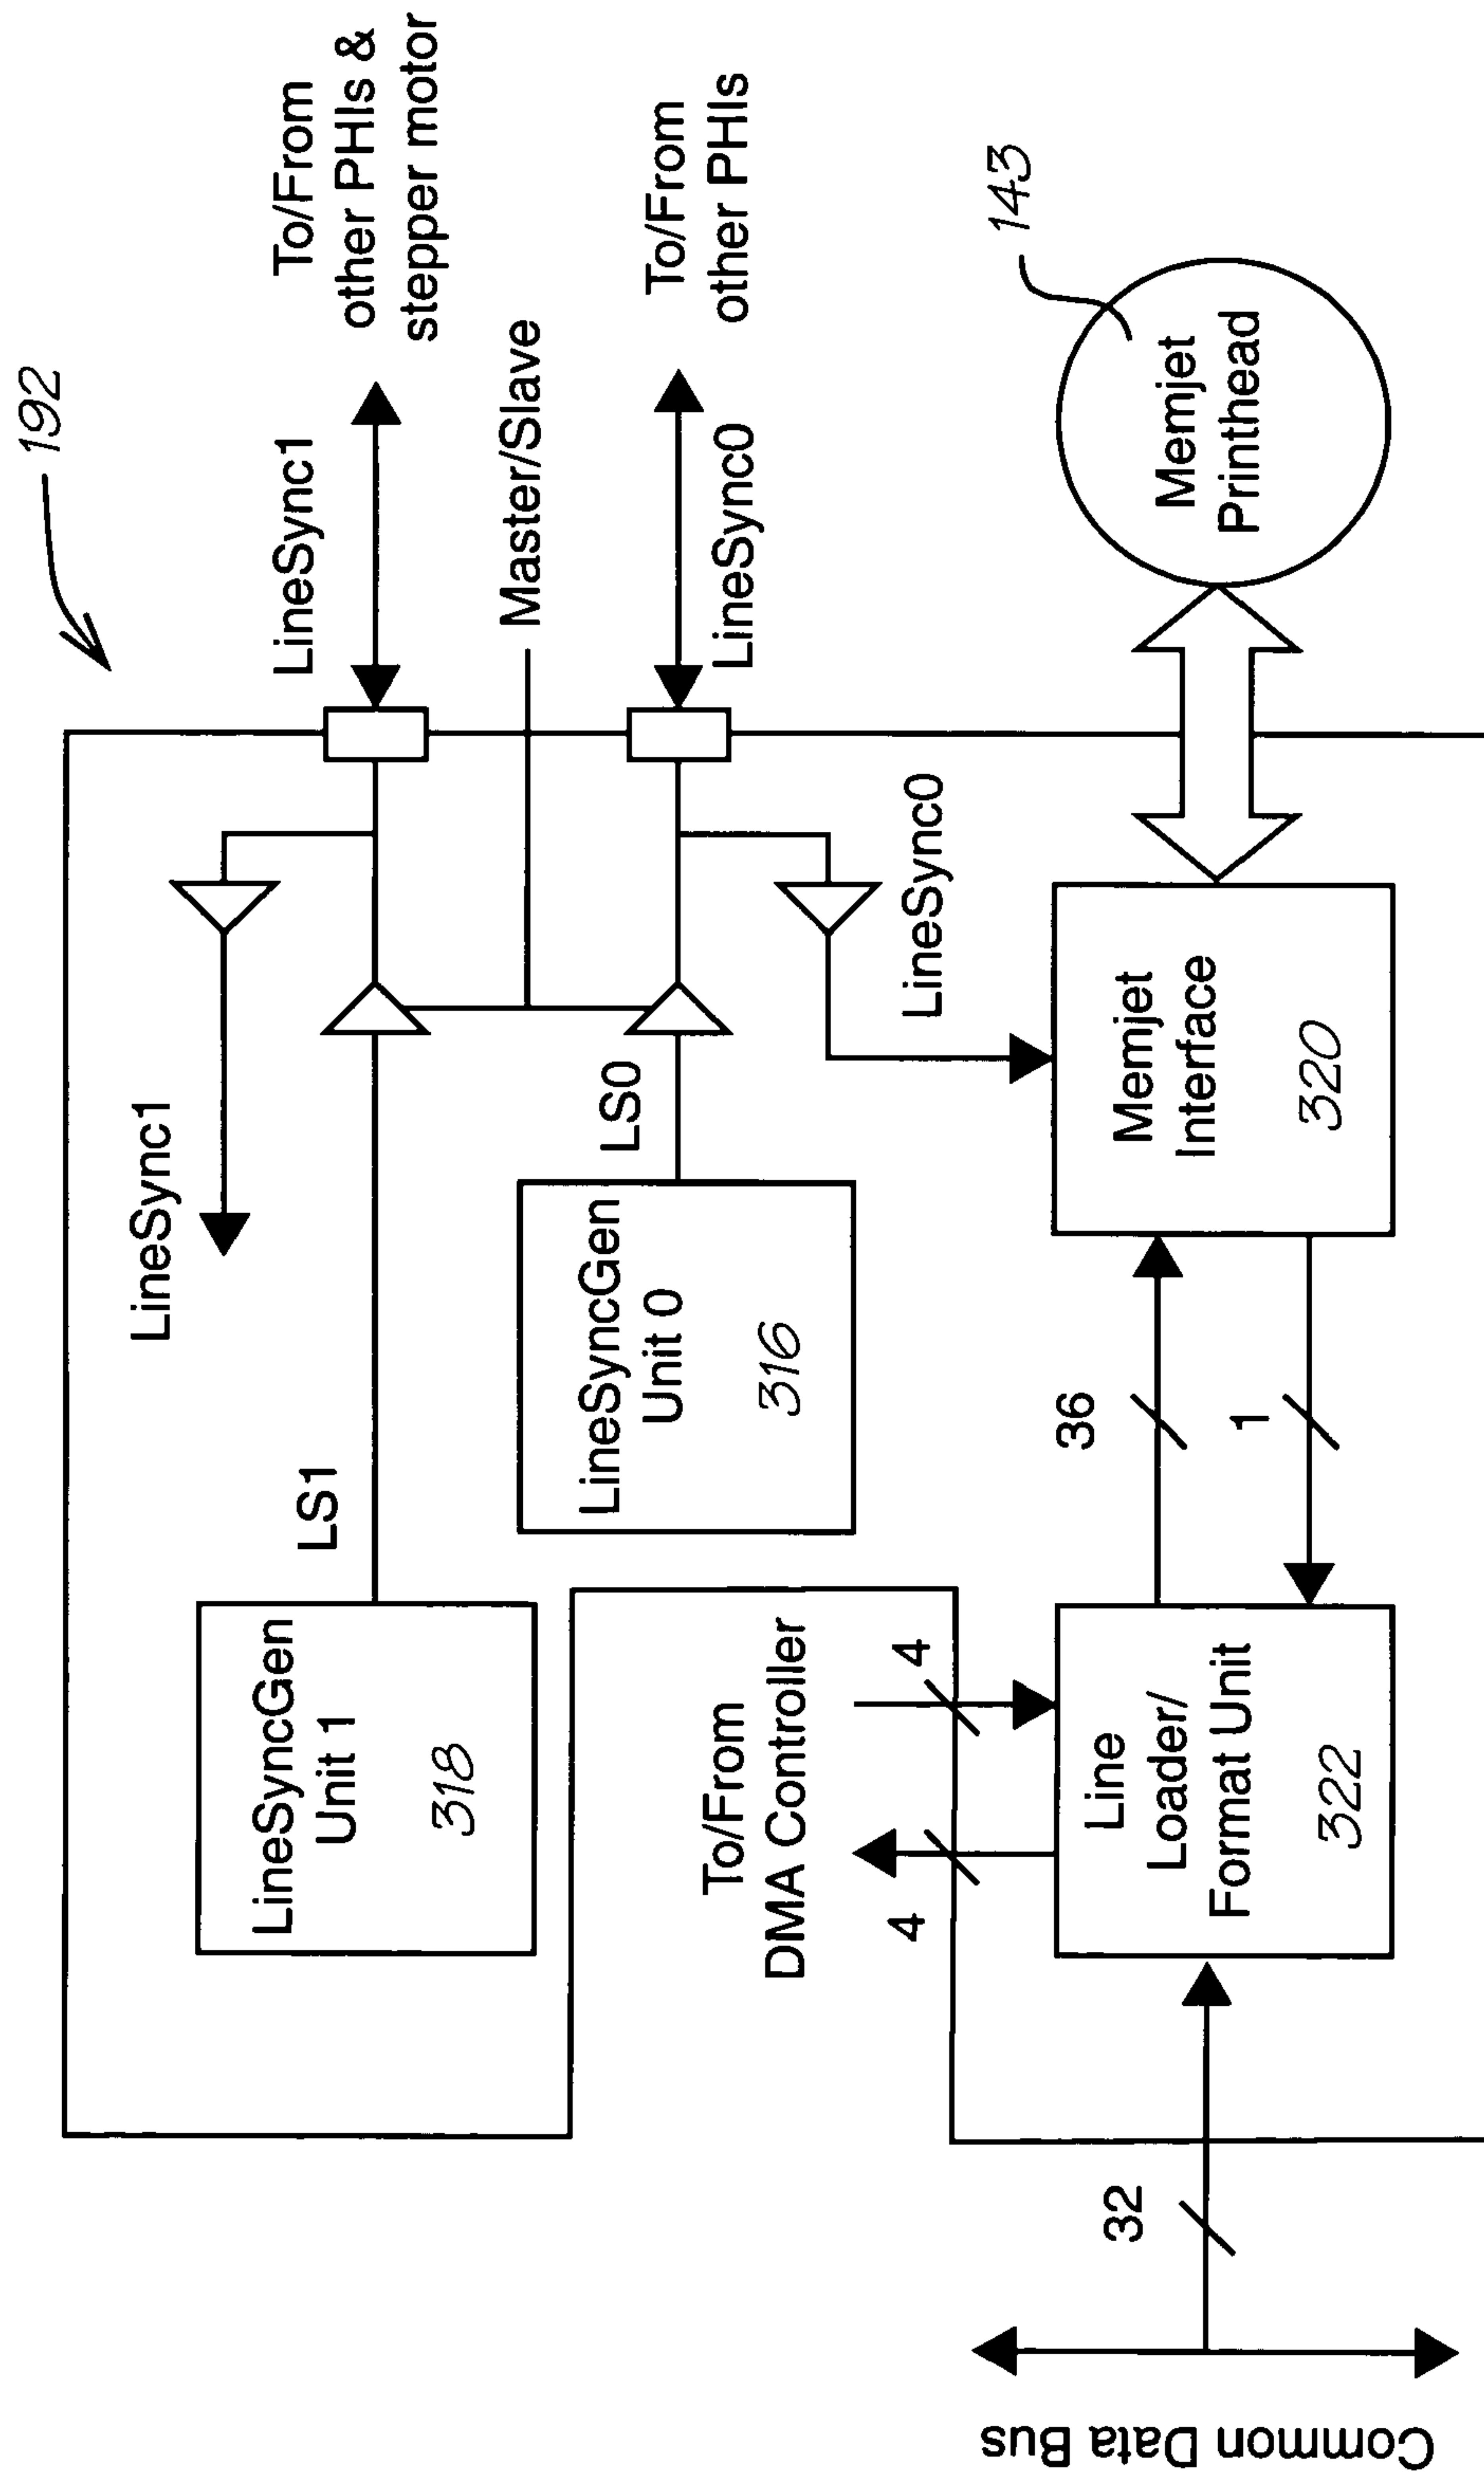 192
LineSync1
To/From
other PHIs &
stepper motor
LineSync1
Master/Slave
LineSyncGen
Unit 1
318
LS1
LineSyncGen
Unit 0
316
LS0
LineSync0
To/From
other PHIs
LineSync0
To/From
DMA Controller
4
4
143
Memjet
Printhead
Line
Loader/
Format Unit
322
36
1
Memjet
Interface
320
32
Common Data Bus